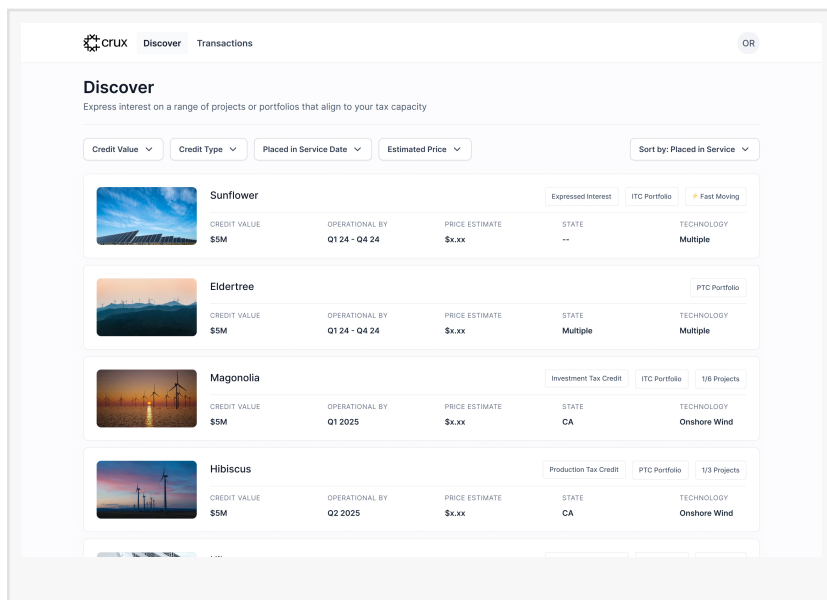 crux Discover Transactions OR
Discover
Express interest on a range of projects or portfolios that align to your tax capacity
Credit Value Credit Type Placed in Service Date Estimated Price Sort by: Placed in Service
Sunflower Expressed Interest ITC Portfolio Fast Moving
CREDIT VALUE OPERATIONAL BY PRICE ESTIMATE STATE TECHNOLOGY
$5M Q1 24 - Q4 24 $x.xx -- Multiple
Eldertree PTC Portfolio
CREDIT VALUE OPERATIONAL BY PRICE ESTIMATE STATE TECHNOLOGY
$5M Q1 24 - Q4 24 $x.xx Multiple Multiple
Magonolia Investment Tax Credit ITC Portfolio 1/6 Projects
CREDIT VALUE OPERATIONAL BY PRICE ESTIMATE STATE TECHNOLOGY
$5M Q1 2025 $x.xx CA Onshore Wind
Hibiscus Production Tax Credit PTC Portfolio 1/3 Projects
CREDIT VALUE OPERATIONAL BY PRICE ESTIMATE STATE TECHNOLOGY
$5M Q2 2025 $x.xx CA Onshore Wind